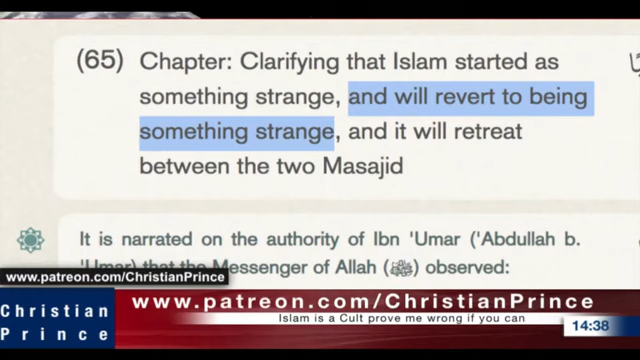 (65) Chapter: Clarifying that Islam started as
something strange, and will revert to being
something strange, and it will retreat
between the two Masajid
It is narrated on the authority of Ibn 'Umar ('Abdullah b.
'Umar) that the Messenger of Allah (ﷺ) observed:
www.patreon.com/ChristianPrince
www.patreon.com/ChristianPrince
Christian
Prince
Islam is a Cult prove me wrong if you can
14:38